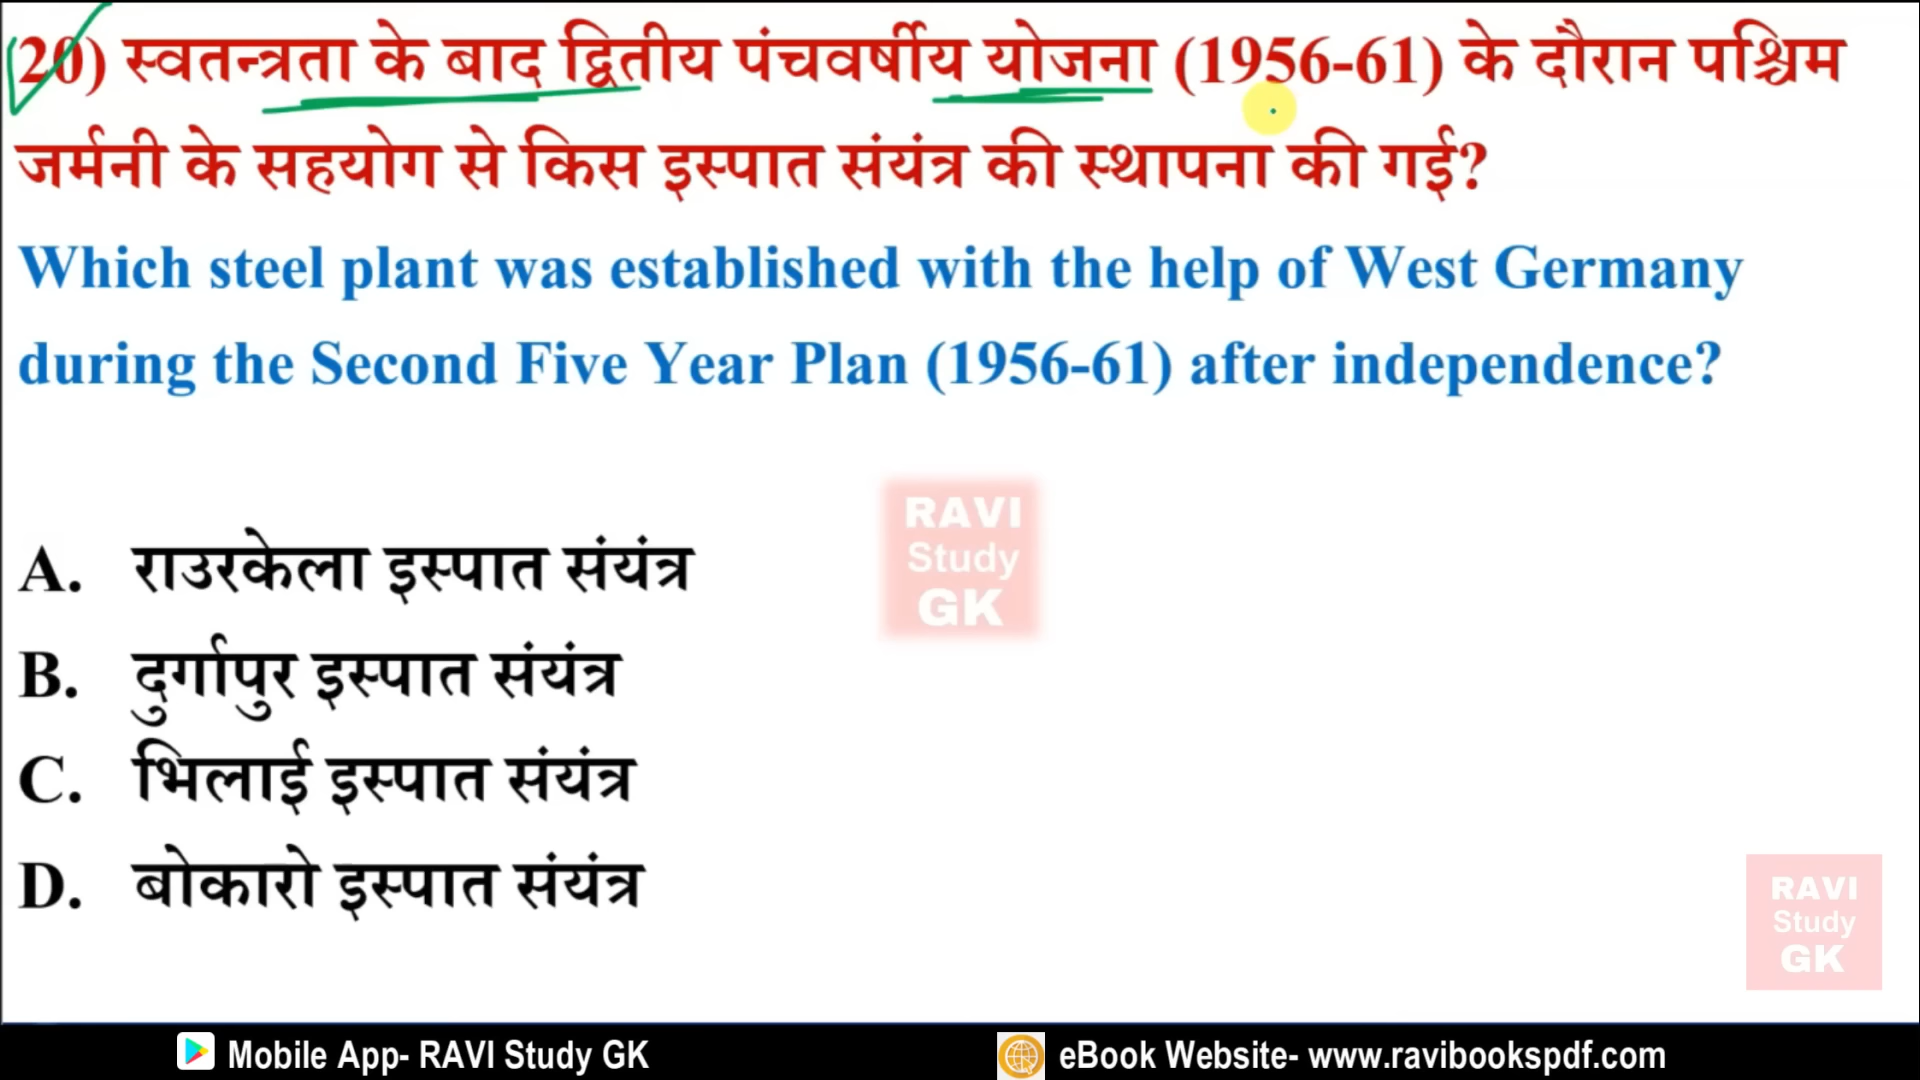 20) स्वतन्त्रता के बाद द्वितीय पंचवर्षीय योजना (1956-61) के दौरान पश्चिम
जर्मनी के सहयोग से किस इस्पात संयंत्र की स्थापना की गई?
Which steel plant was established with the help of West Germany
during the Second Five Year Plan (1956-61) after independence?
RAVI
Study
GK
A. राउरकेला इस्पात संयंत्र
B. दुर्गापुर इस्पात संयंत्र
C. भिलाई इस्पात संयंत्र
D. बोकारो इस्पात संयंत्र
RAVI
Study
GK
Mobile App- RAVI Study GK
eBook Website- www.ravibookspdf.com